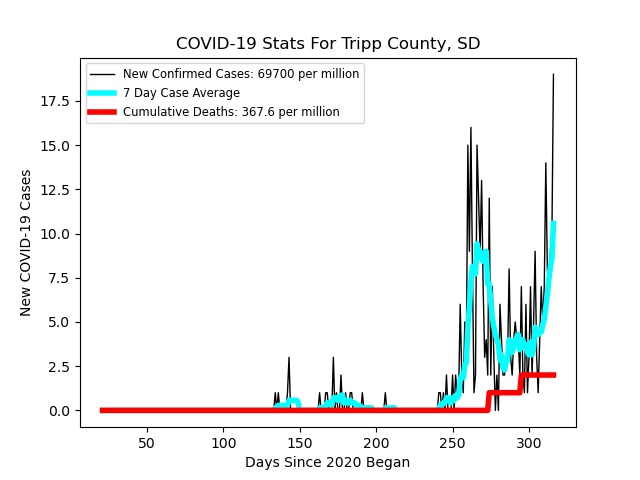 COVID-19 Stats For Tripp County, SD
New Confirmed Cases: 69700 per million
7 Day Case Average
Cumulative Deaths: 367.6 per million
New COVID-19 Cases
17.5
15.0
12.5
10.0
7.5
5.0
2.5
0.0
50 100 150 200 250 300
Days Since 2020 Began